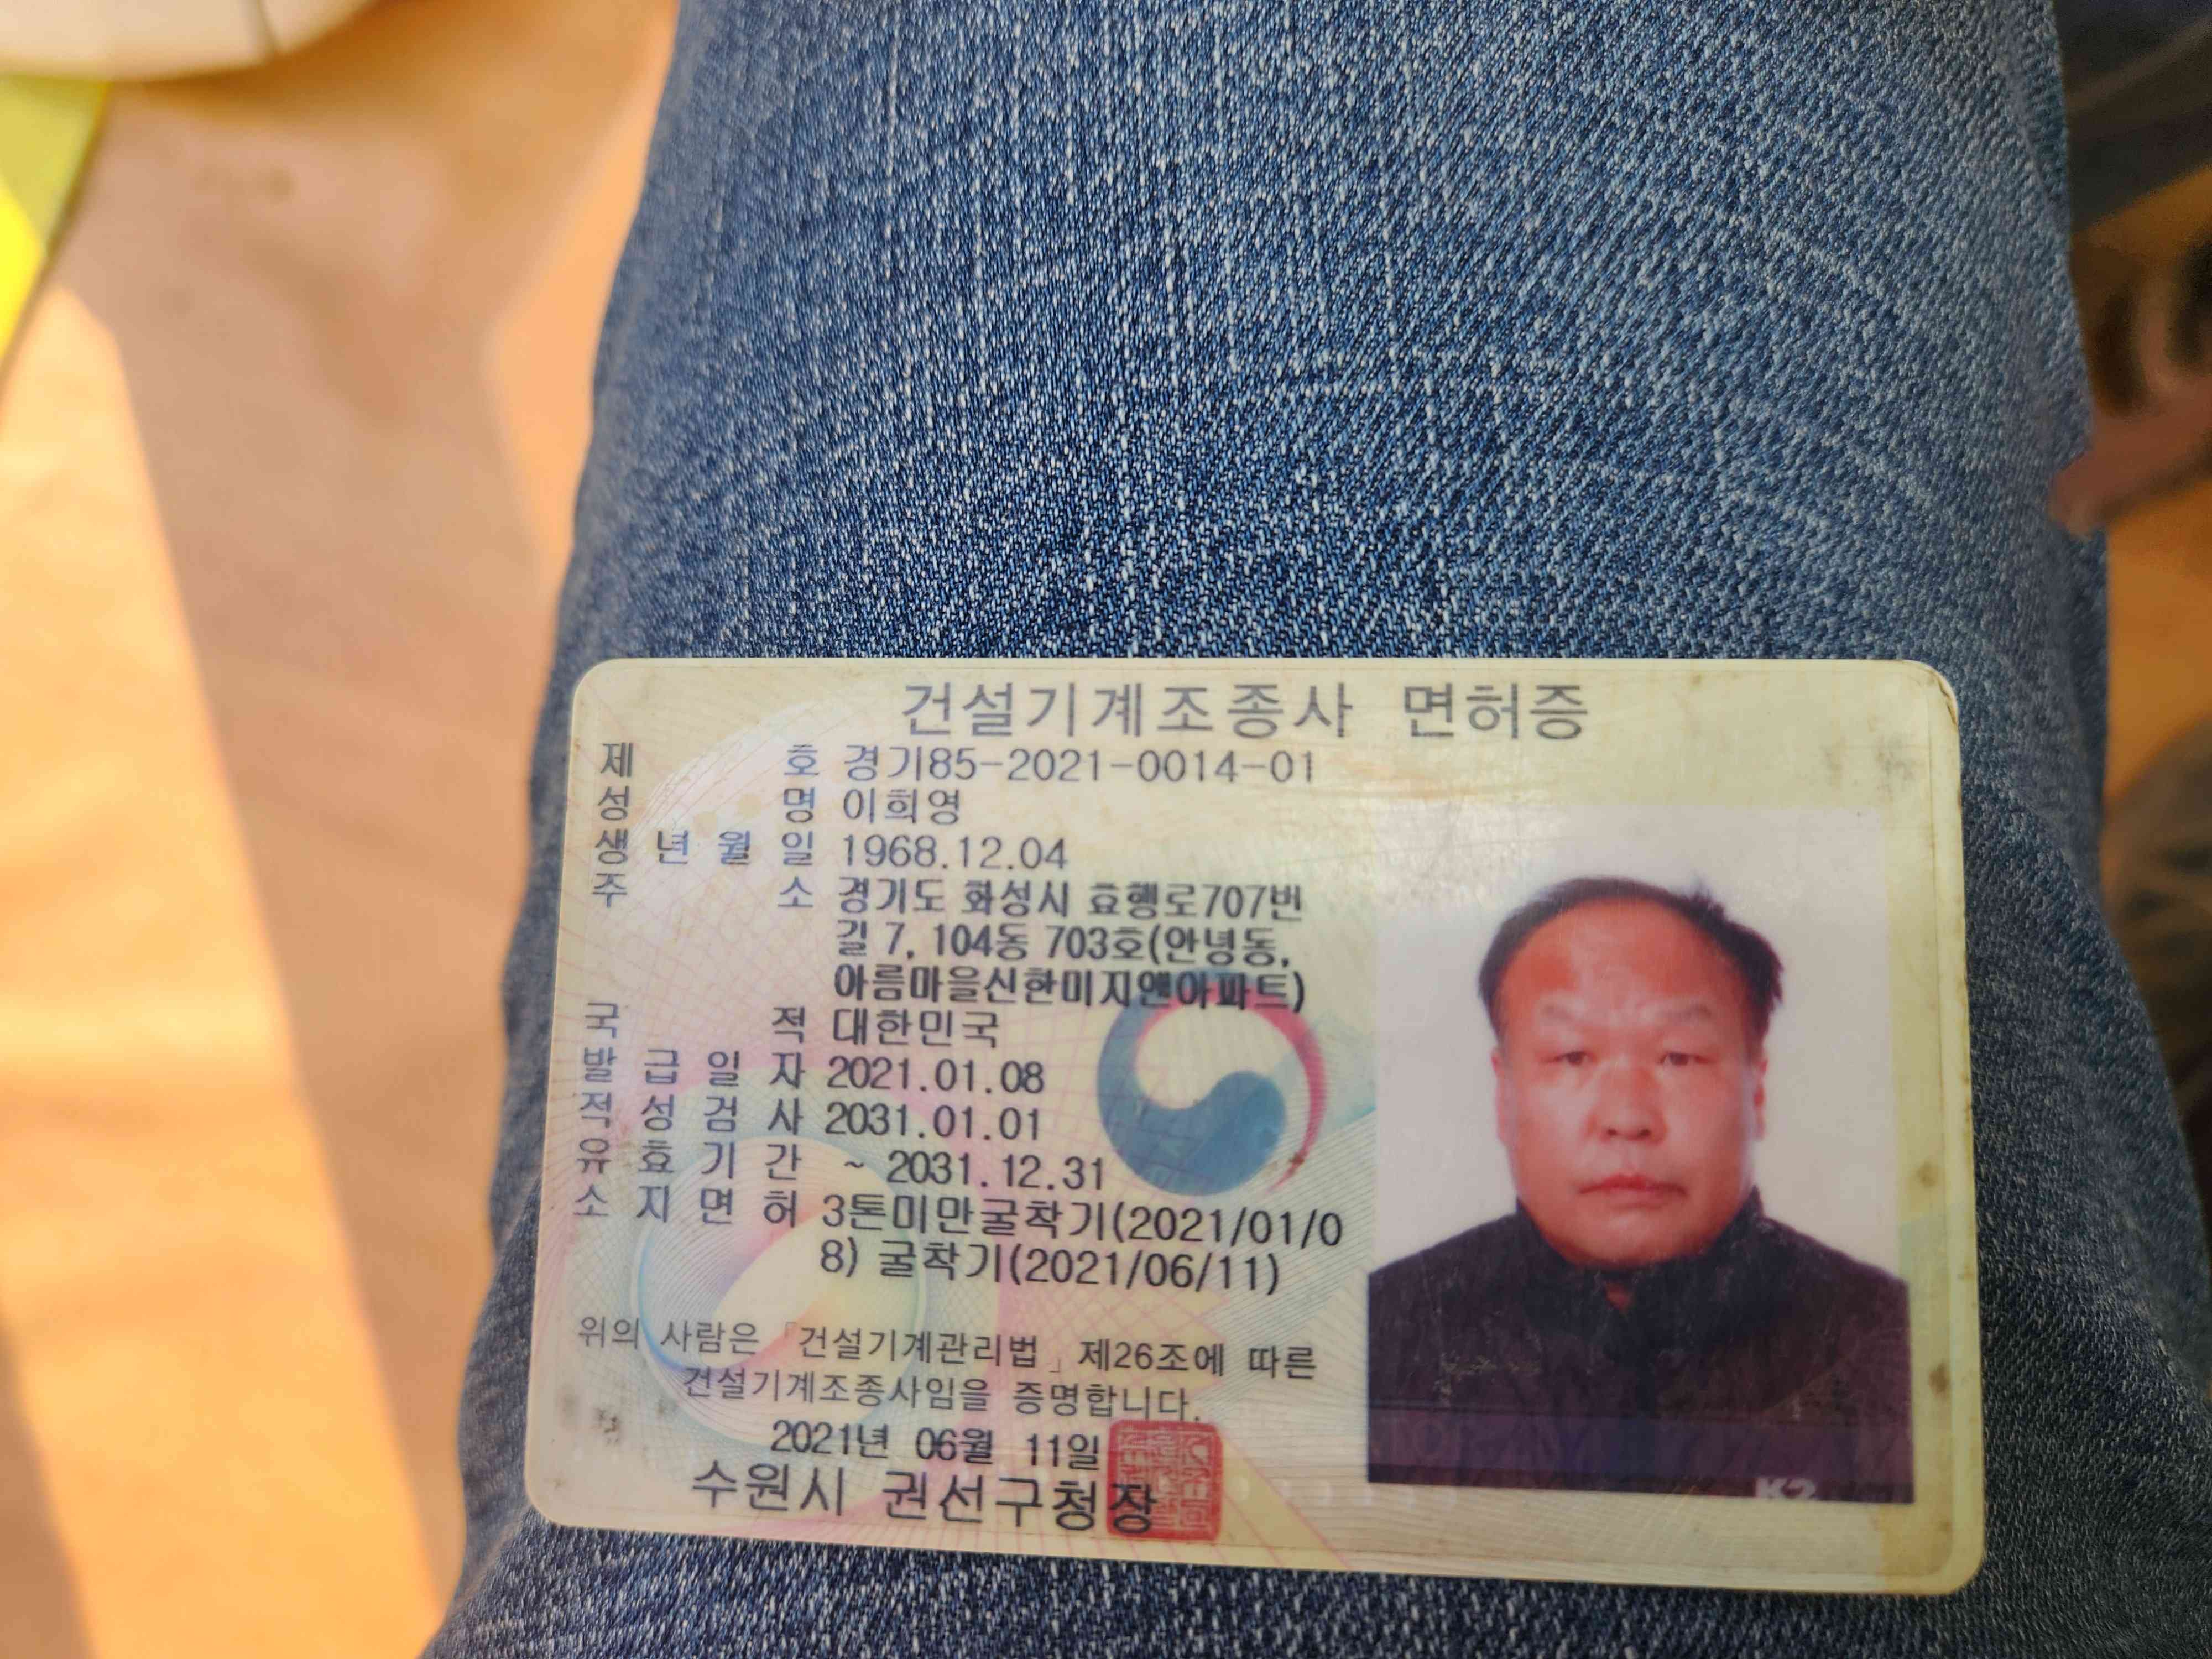 건설기계조종사 면허증
제 호 경기85-2021-0014-01
성 명 이희영
생 년 월 일 1968.12.04
주 소 경기도 화성시 효행로707번
길 7, 104동 703호(안녕동,
아름마을신한미지앤아파트)
국 적 대한민국
발 급 일 자 2021.01.08
적 성 검 사 2031.01.01
유 효 기 간 ~ 2031.12.31
소 지 면 허 3톤미만굴착기(2021/01/0
8) 굴착기(2021/06/11)
위의 사람은 「건설기계관리법」 제26조에 따른
건설기계조종사임을 증명합니다.
2021년 06월 11일
수원시 권선구청장
K2